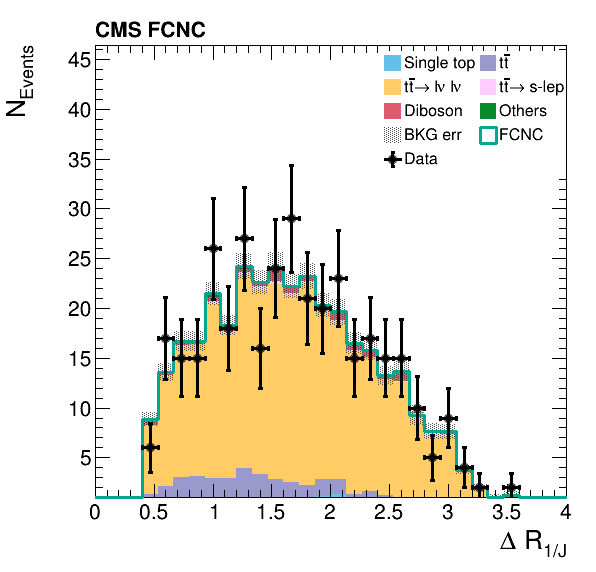 CMS FCNC
N_Events
45
40
35
30
25
20
15
10
5
Single top
tt̄
tt̄→ lν lν
tt̄→ s-lep
Diboson
Others
BKG err
FCNC
Data
0 0.5 1 1.5 2 2.5 3 3.5 4
Δ R_1/J